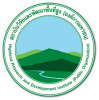 สถาบันวิจัยและพัฒนาพื้นที่สูง (องค์การมหาชน)
Highland Research and Development Institute (Public Organization)